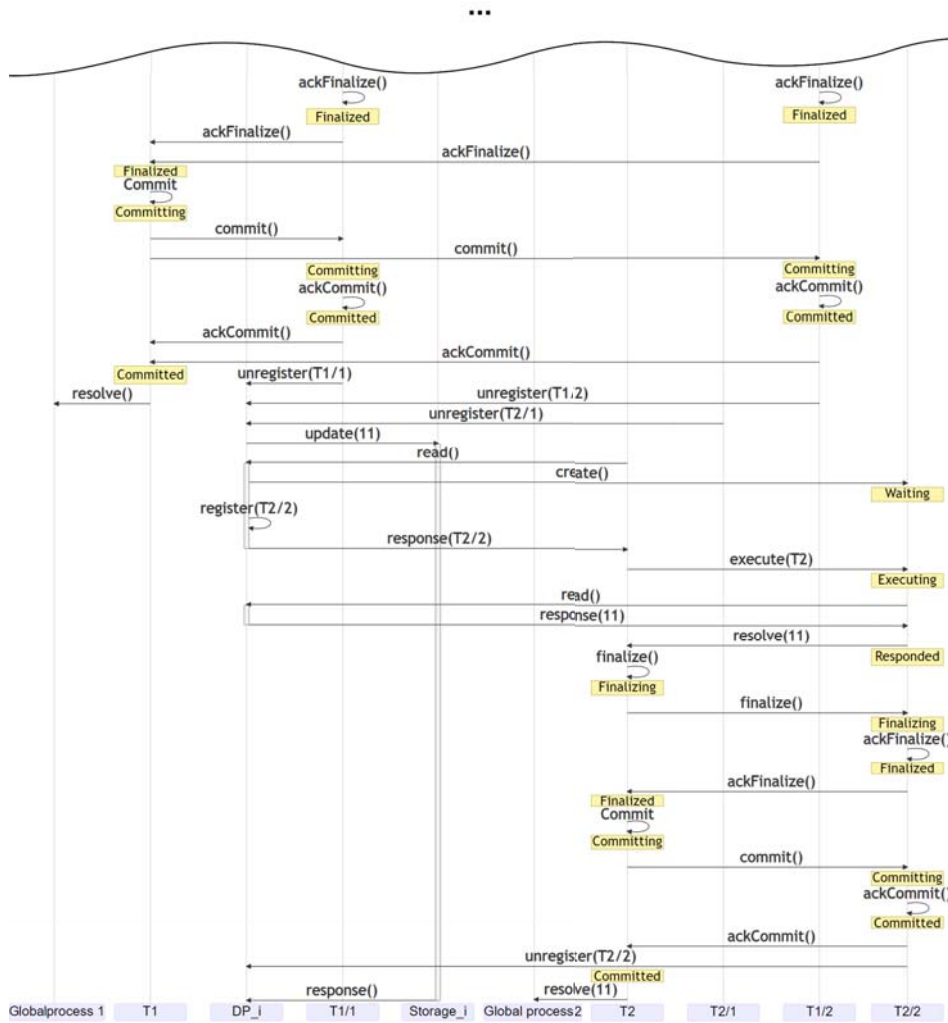 ...
ackFinalize() ackFinalize()
Finalized Finalized
ackFinalize()
ackFinalize()
Finalized
Commit
Committing
commit()
commit()
Committing Committing
ackCommit() ackCommit()
Committed Committed
ackCommit()
ackCommit()
Committed
unregister(T1/1)
resolve() unregister(T1/2)
unregister(T2/1)
update(11)
read()
create()
Waiting
register(T2/2)
response(T2/2)
execute(T2)
Executing
read()
response(11)
resolve(11)
finalize() Responded
Finalizing
finalize()
Finalizing
ackFinalize()
Finalized
ackFinalize()
Finalized
Commit
Committing
commit()
Committing
ackCommit()
Committed
ackCommit()
unregister(T2/2)
Committed
response() resolve(11)
Globalprocess 1 T1 DP_i T1/1 Storage_i Global process2 T2 T2/1 T1/2 T2/2